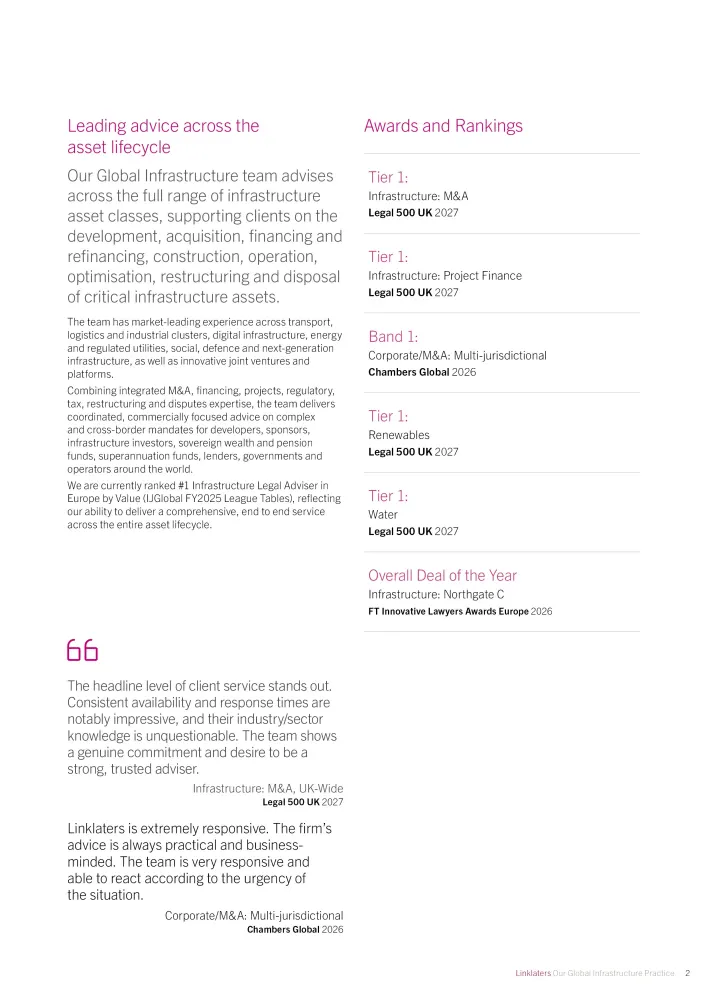 Leading advice across the
asset lifecycle
Our Global Infrastructure team advises
across the full range of infrastructure
asset classes, supporting clients on the
development, acquisition, financing and
refinancing, construction, operation,
optimisation, restructuring and disposal
of critical infrastructure assets.
The team has market-leading experience across transport,
logistics and industrial clusters, digital infrastructure, energy
and regulated utilities, social, defence and next-generation
infrastructure, as well as innovative joint ventures and
platforms.
Combining integrated M&A, financing, projects, regulatory,
tax, restructuring and disputes expertise, the team delivers
coordinated, commercially focused advice on complex
and cross-border mandates for developers, sponsors,
infrastructure investors, sovereign wealth and pension
funds, superannuation funds, lenders, governments and
operators around the world.
We are currently ranked #1 Infrastructure Legal Adviser in
Europe by Value (IJGlobal FY2025 League Tables), reflecting
our ability to deliver a comprehensive, end to end service
across the entire asset lifecycle.
The headline level of client service stands out.
Consistent availability and response times are
notably impressive, and their industry/sector
knowledge is unquestionable. The team shows
a genuine commitment and desire to be a
strong, trusted adviser.
Infrastructure: M&A, UK-Wide
Legal 500 UK 2027
Linklaters is extremely responsive. The firm's
advice is always practical and business-
minded. The team is very responsive and
able to react according to the urgency of
the situation.
Corporate/M&A: Multi-jurisdictional
Chambers Global 2026
Awards and Rankings
Tier 1:
Infrastructure: M&A
Legal 500 UK 2027
Tier 1:
Infrastructure: Project Finance
Legal 500 UK 2027
Band 1:
Corporate/M&A: Multi-jurisdictional
Chambers Global 2026
Tier 1:
Renewables
Legal 500 UK 2027
Tier 1:
Water
Legal 500 UK 2027
Overall Deal of the Year
Infrastructure: Northgate C
FT Innovative Lawyers Awards Europe 2026
Linklaters Our Global Infrastructure Practice 2